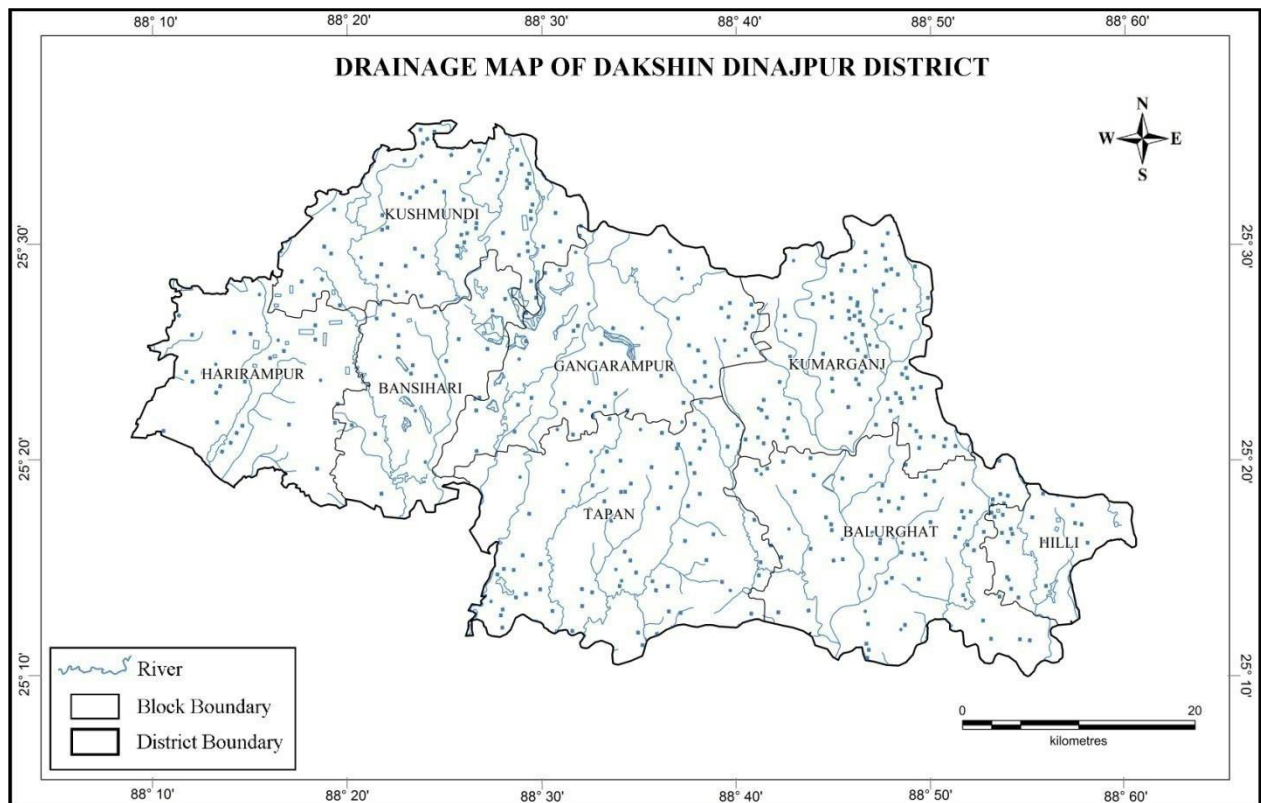 88° 10' 88° 20' 88° 30' 88° 40' 88° 50' 88° 60'
DRAINAGE MAP OF DAKSHIN DINAJPUR DISTRICT
N
W E
S
KUSHMUNDI
25° 30' 25° 30'
HARIRAMPUR BANSIHARI GANGARAMPUR KUMARGANJ
25° 20' 25° 20'
TAPAN BALURGHAT HILLI
25° 10' 25° 10'
River
Block Boundary
District Boundary
0 20
kilometres
88° 10' 88° 20' 88° 30' 88° 40' 88° 50' 88° 60'